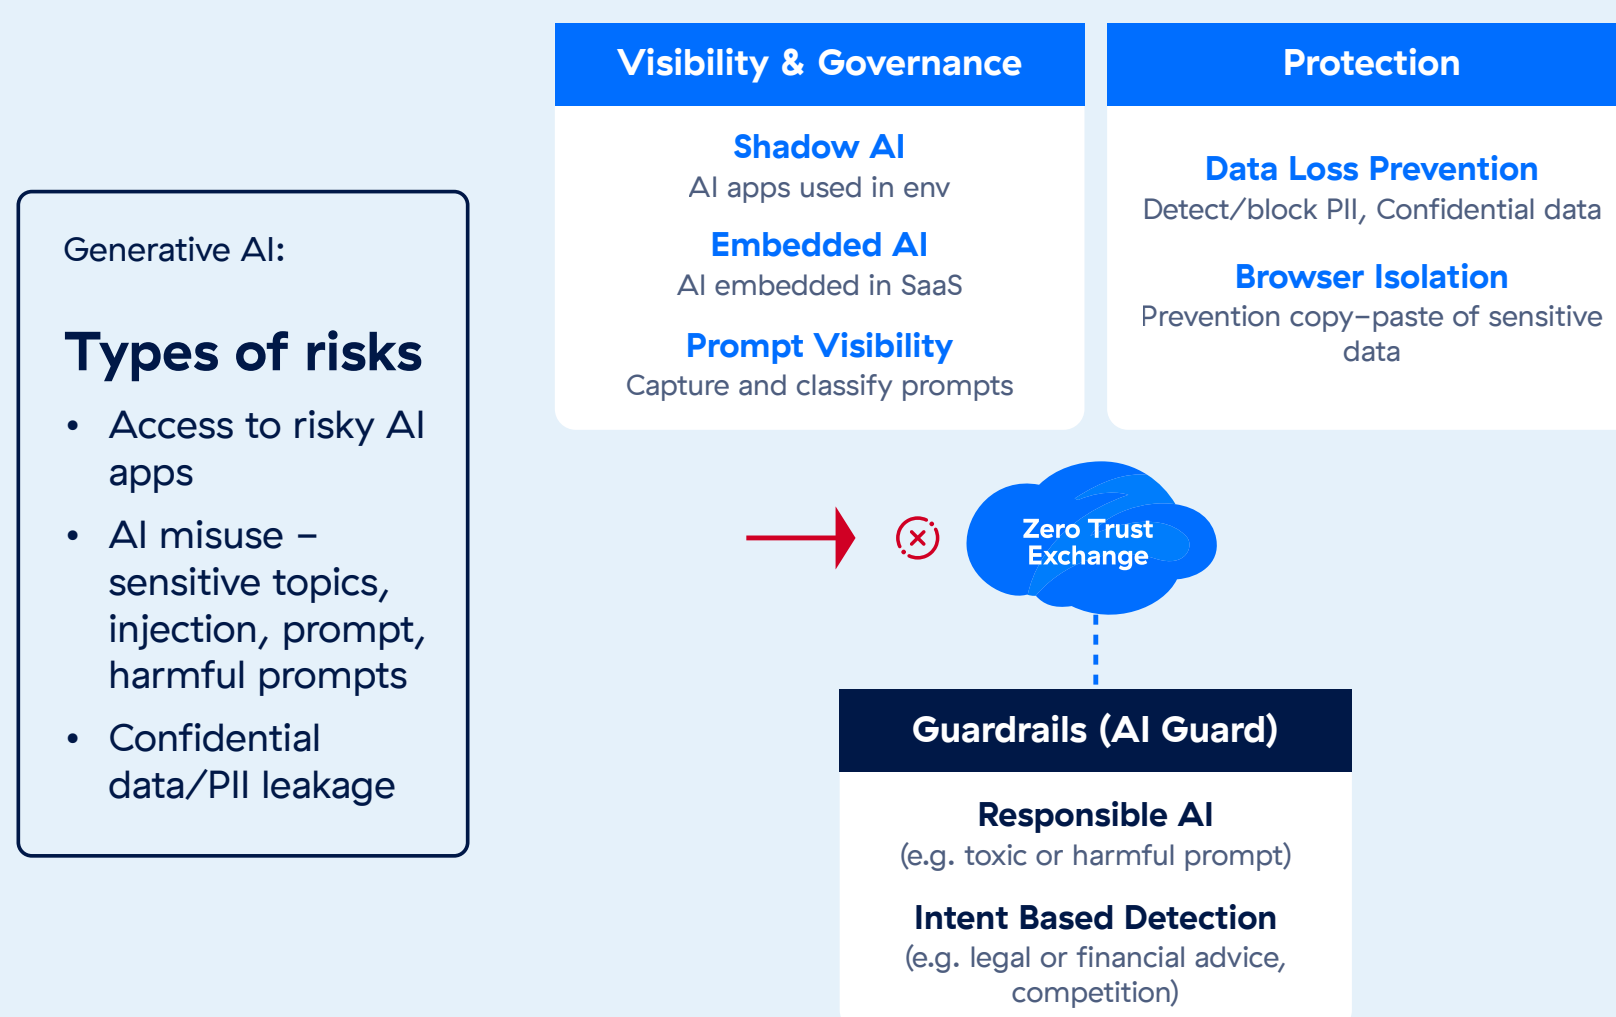 Generative AI:
Types of risks
• Access to risky AI
apps
• AI misuse –
sensitive topics,
injection, prompt,
harmful prompts
• Confidential
data/PII leakage
Visibility & Governance
Shadow AI
AI apps used in env
Embedded AI
AI embedded in SaaS
Prompt Visibility
Capture and classify prompts
Protection
Data Loss Prevention
Detect/block PII, Confidential data
Browser Isolation
Prevention copy-paste of sensitive
data
Zero Trust
Exchange
Guardrails (AI Guard)
Responsible AI
(e.g. toxic or harmful prompt)
Intent Based Detection
(e.g. legal or financial advice,
competition)